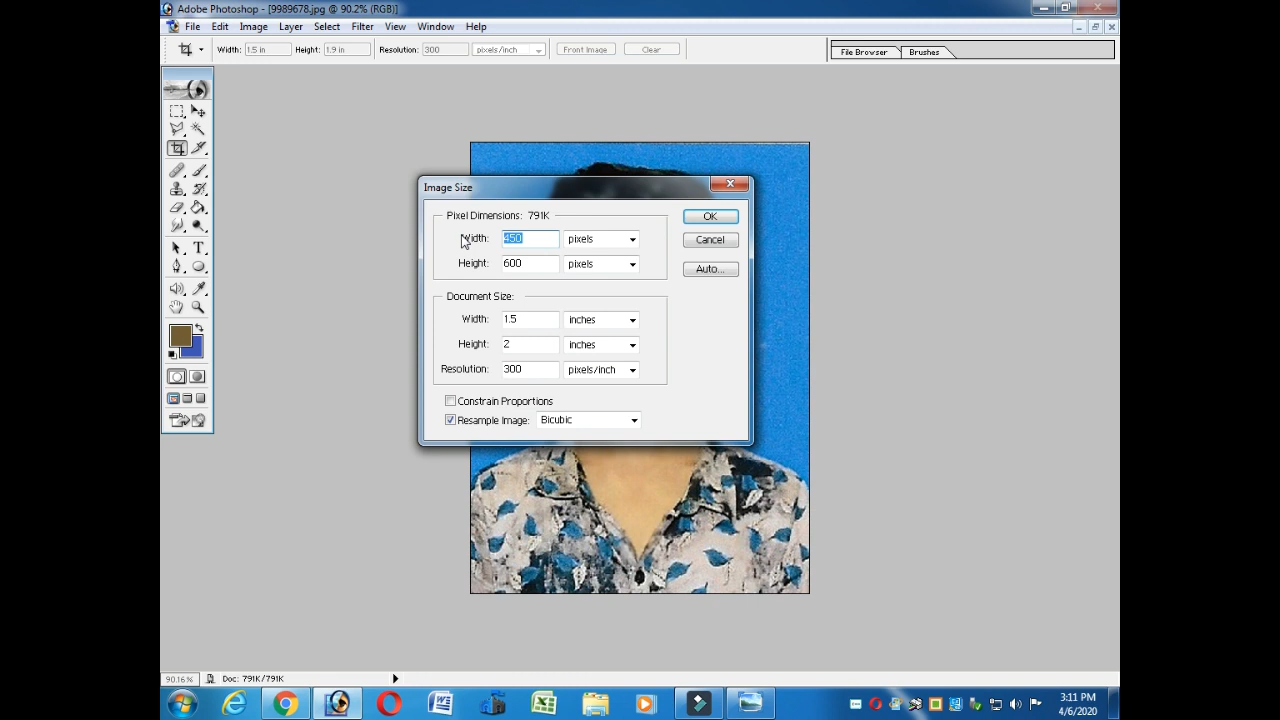 Adobe Photoshop - [9989678.jpg @ 90.2% (RGB)]
File Edit Image Layer Select Filter View Window Help
Width: 1.5 in Height: 1.9 in Resolution: 300 pixels/inch Front Image Clear File Browser Brushes
Image Size
Pixel Dimensions: 791K
Width: 450 pixels
Height: 600 pixels
OK
Cancel
Auto...
Document Size:
Width: 1.5 inches
Height: 2 inches
Resolution: 300 pixels/inch
Constrain Proportions
Resample Image: Bicubic
90.16% Doc: 791K/791K
3:11 PM
4/6/2020